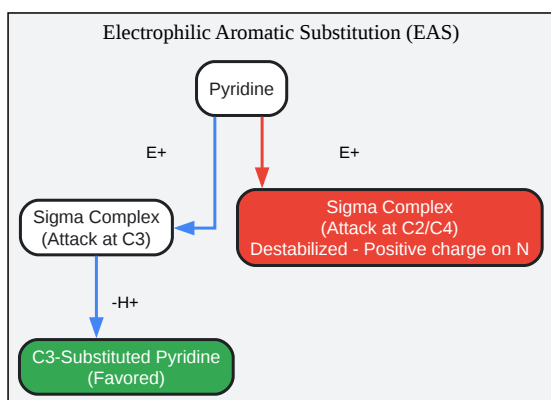 Electrophilic Aromatic Substitution (EAS)
Pyridine
E+
E+
Sigma Complex
(Attack at C3)
Sigma Complex
(Attack at C2/C4)
Destabilized - Positive charge on N
-H+
C3-Substituted Pyridine
(Favored)